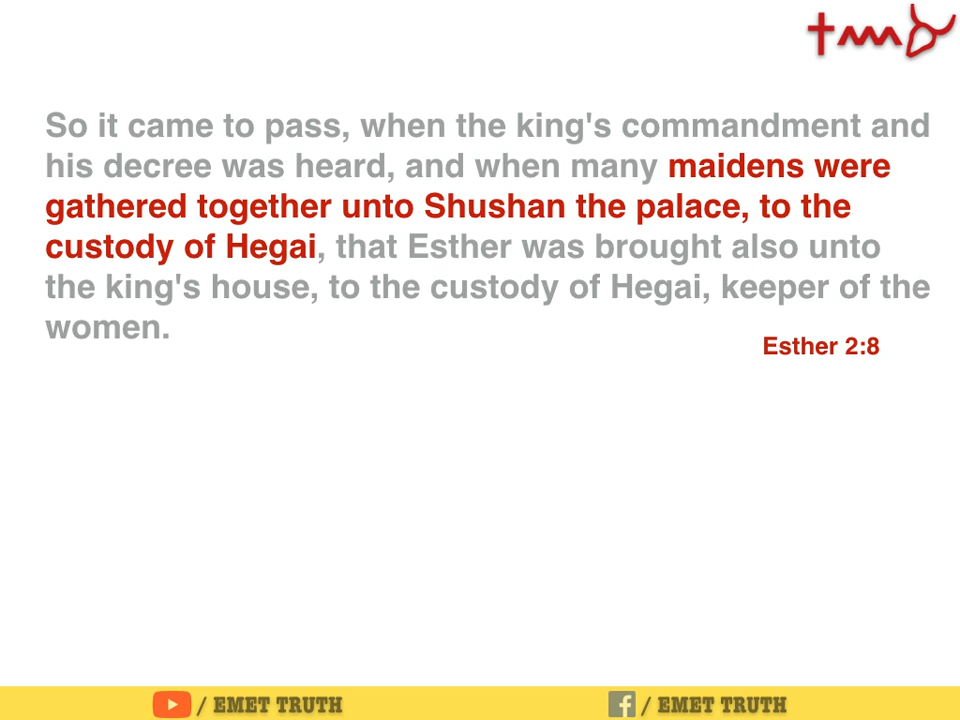 So it came to pass, when the king's commandment and
his decree was heard, and when many maidens were
gathered together unto Shushan the palace, to the
custody of Hegai, that Esther was brought also unto
the king's house, to the custody of Hegai, keeper of the
women.
Esther 2:8
/ EMET TRUTH
/ EMET TRUTH